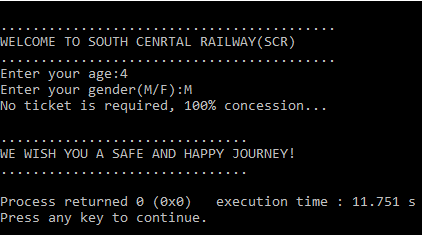 ..........................................
WELCOME TO SOUTH CENRTAL RAILWAY(SCR)
..........................................
Enter your age:4
Enter your gender(M/F):M
No ticket is required, 100% concession...
...............................
WE WISH YOU A SAFE AND HAPPY JOURNEY!
...............................
Process returned 0 (0x0)   execution time : 11.751 s
Press any key to continue.